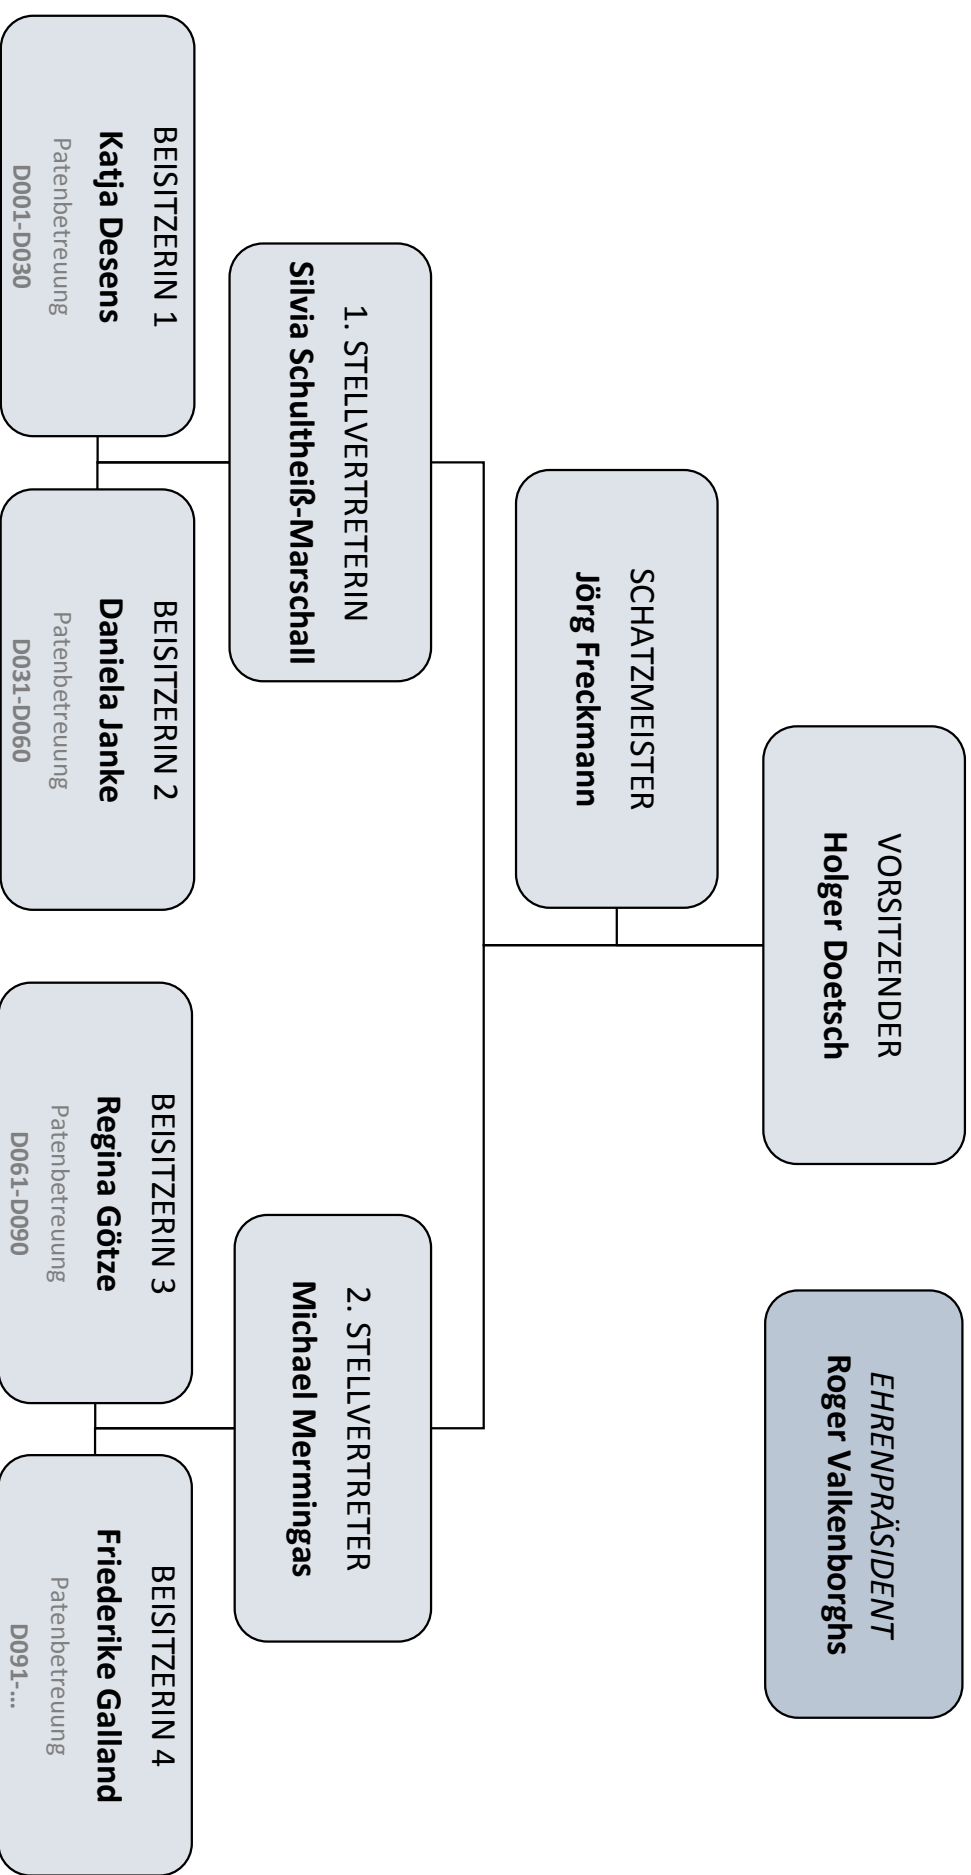 VORSITZENDER
Holger Doetsch
EHRENPRÄSIDENT
Roger Valkenborghs
SCHATZMEISTER
Jörg Freckmann
1. STELLVERTRETERIN
Silvia Schultheiß-Marschall
2. STELLVERTRETER
Michael Mermingas
BEISITZERIN 1
Katja Desens
Patenbetreuung
D001-D030
BEISITZERIN 2
Daniela Janke
Patenbetreuung
D031-D060
BEISITZERIN 3
Regina Götze
Patenbetreuung
D061-D090
BEISITZERIN 4
Friederike Galland
Patenbetreuung
D091-...